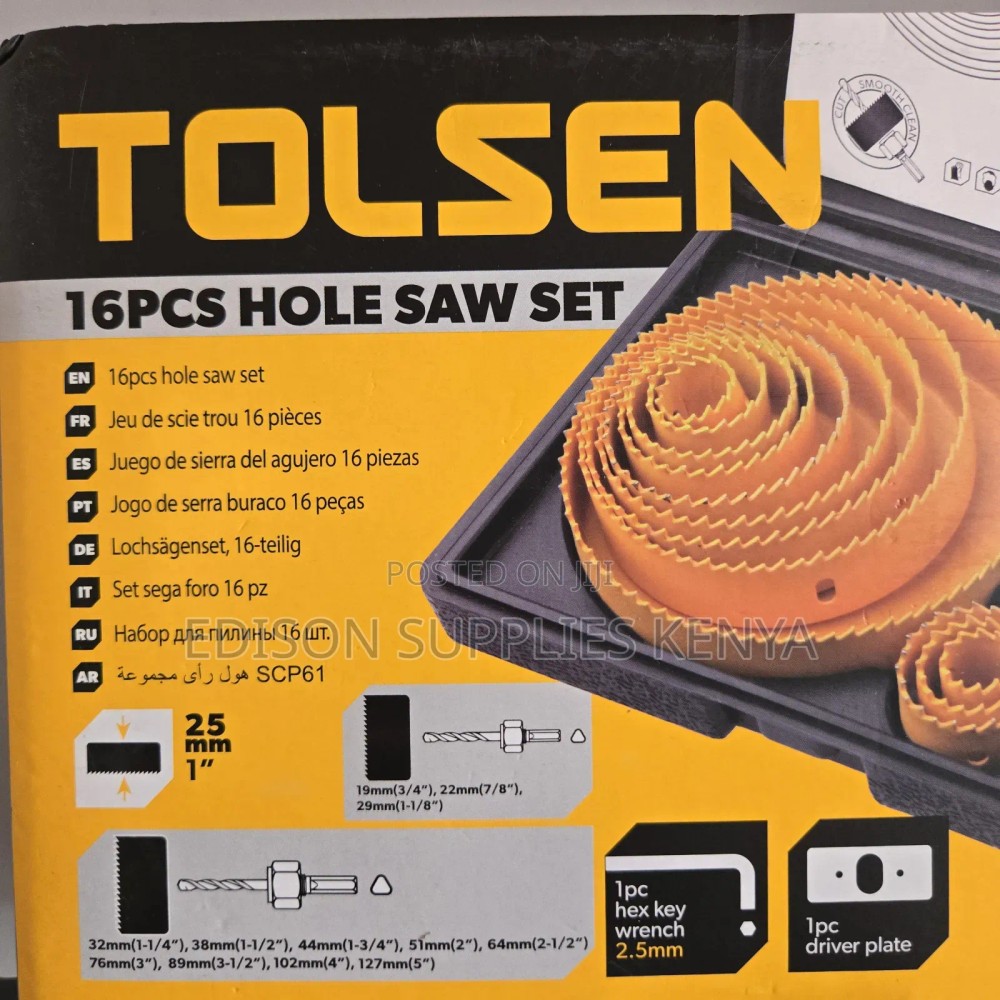 TOLSEN
CUT SMOOTH CLEAN
16PCS HOLE SAW SET
EN 16pcs hole saw set
FR Jeu de scie trou 16 pièces
ES Juego de sierra del agujero 16 piezas
PT Jogo de serra buraco 16 peças
DE Lochsägenset, 16-teilig
IT Set sega foro 16 pz
RU Набор для пилины 16 шт.
AR هول رأى مجموعة SCP61
POSTED ON JIJI
EDISON SUPPLIES KENYA
25
mm
1"
19mm(3/4"), 22mm(7/8"),
29mm(1-1/8")
32mm(1-1/4"), 38mm(1-1/2"), 44mm(1-3/4"), 51mm(2"), 64mm(2-1/2")
76mm(3"), 89mm(3-1/2"), 102mm(4"), 127mm(5")
1pc
hex key
wrench
2.5mm
1pc
driver plate